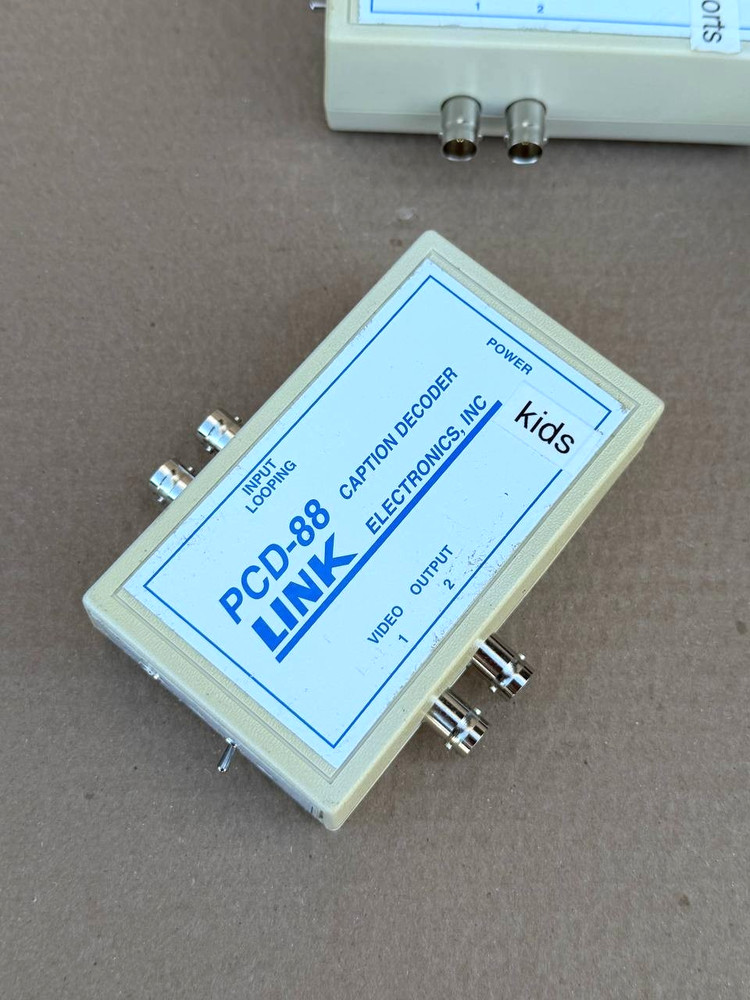 1 2
orts
POWER
kids
INPUT
LOOPING
PCD-88 CAPTION DECODER
LINK ELECTRONICS, INC
VIDEO OUTPUT
1 2